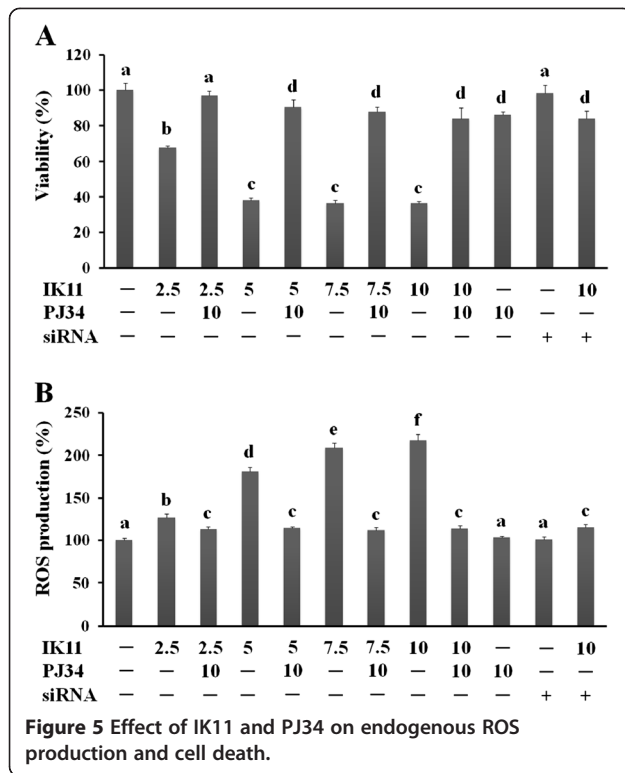 A
Viability (%)
120
100
80
60
40
20
0
a
b
a
c
d
c
d
c
d
d
a
d
IK11 — 2.5 2.5 5 5 7.5 7.5 10 10 — — 10
PJ34 — — 10 — 10 — 10 — 10 10 — —
siRNA — — — — — — — — — — + +
B
ROS production (%)
250
200
150
100
50
0
a
b
c
d
c
e
c
f
c
a
a
c
IK11 — 2.5 2.5 5 5 7.5 7.5 10 10 — — 10
PJ34 — — 10 — 10 — 10 — 10 10 — —
siRNA — — — — — — — — — — + +
Figure 5 Effect of IK11 and PJ34 on endogenous ROS
production and cell death.